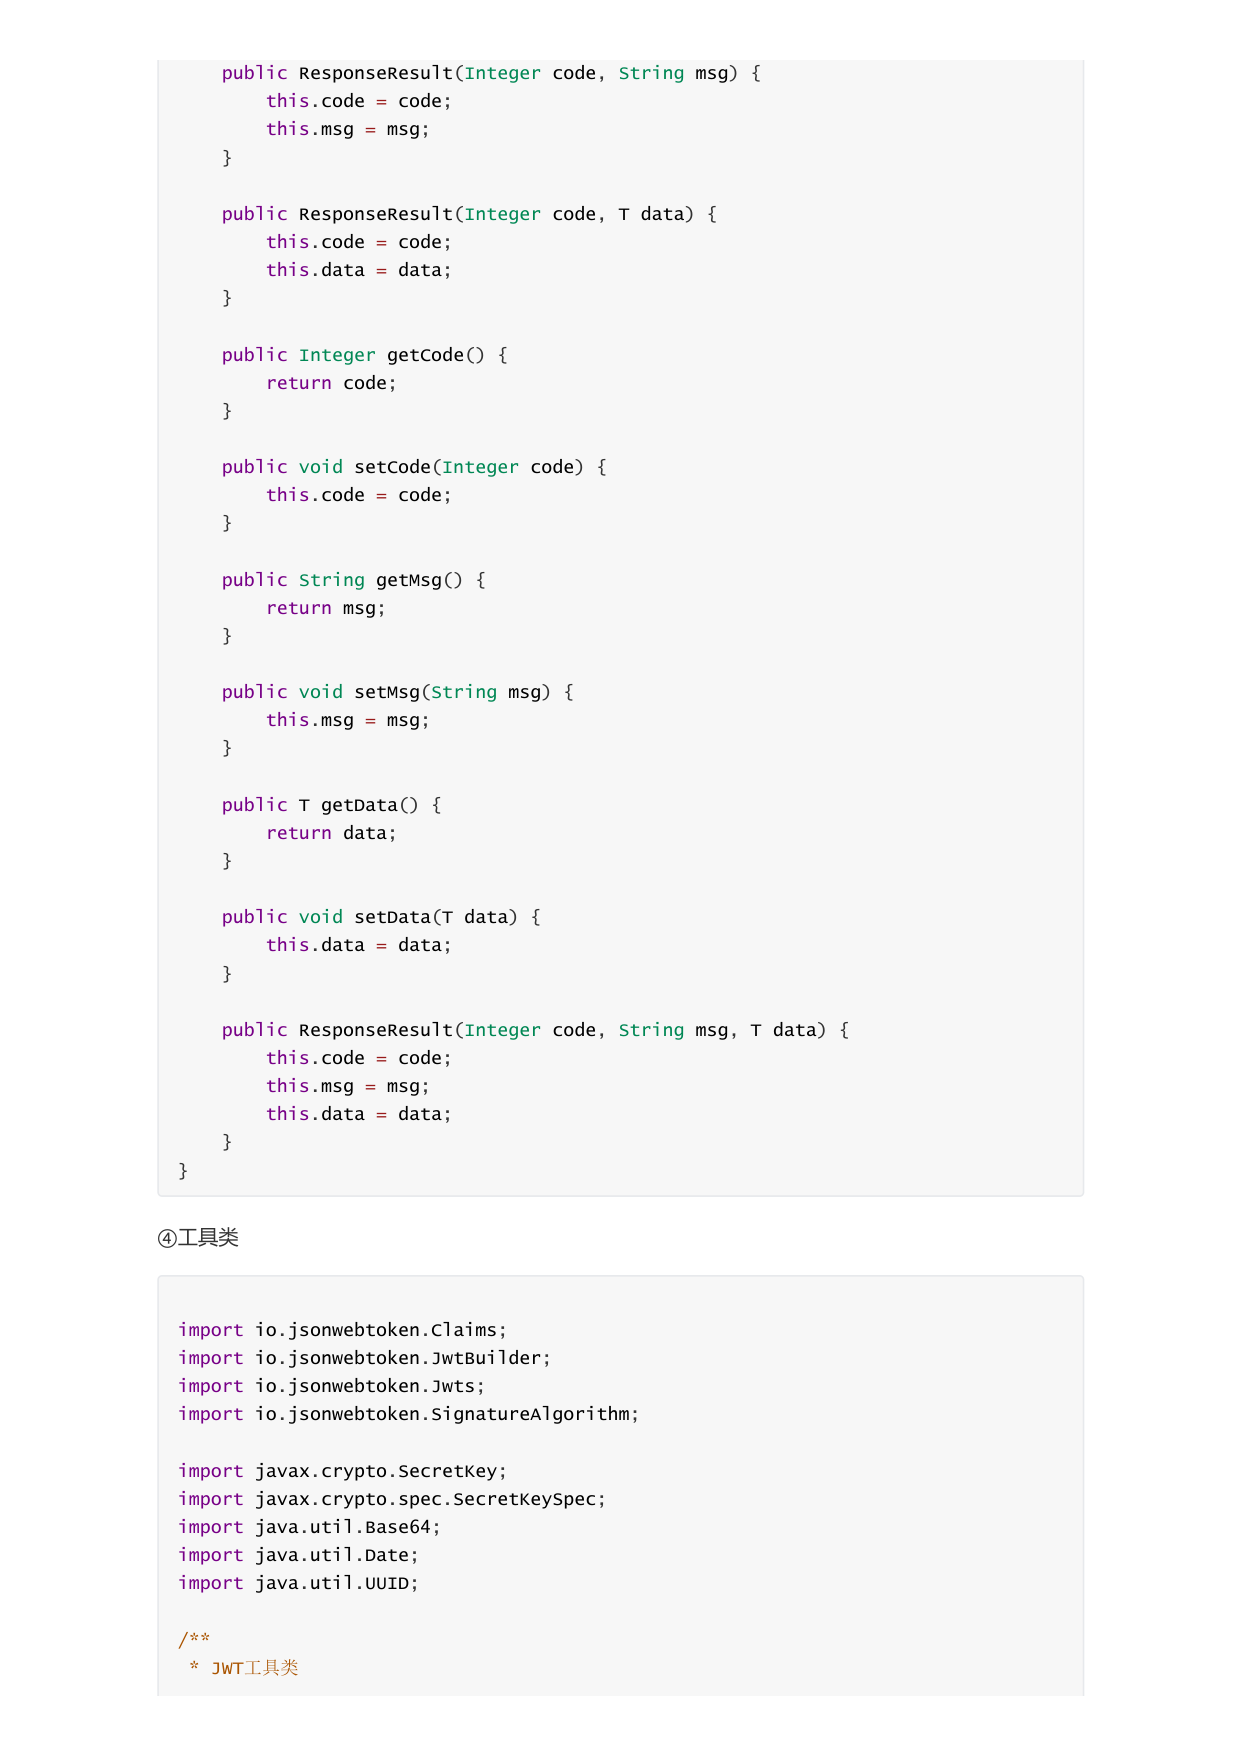 public ResponseResult(Integer code, String msg) {
        this.code = code;
        this.msg = msg;
    }

    public ResponseResult(Integer code, T data) {
        this.code = code;
        this.data = data;
    }

    public Integer getCode() {
        return code;
    }

    public void setCode(Integer code) {
        this.code = code;
    }

    public String getMsg() {
        return msg;
    }

    public void setMsg(String msg) {
        this.msg = msg;
    }

    public T getData() {
        return data;
    }

    public void setData(T data) {
        this.data = data;
    }

    public ResponseResult(Integer code, String msg, T data) {
        this.code = code;
        this.msg = msg;
        this.data = data;
    }
}
④工具类
import io.jsonwebtoken.Claims;
import io.jsonwebtoken.JwtBuilder;
import io.jsonwebtoken.Jwts;
import io.jsonwebtoken.SignatureAlgorithm;

import javax.crypto.SecretKey;
import javax.crypto.spec.SecretKeySpec;
import java.util.Base64;
import java.util.Date;
import java.util.UUID;

/**
 * JWT工具类